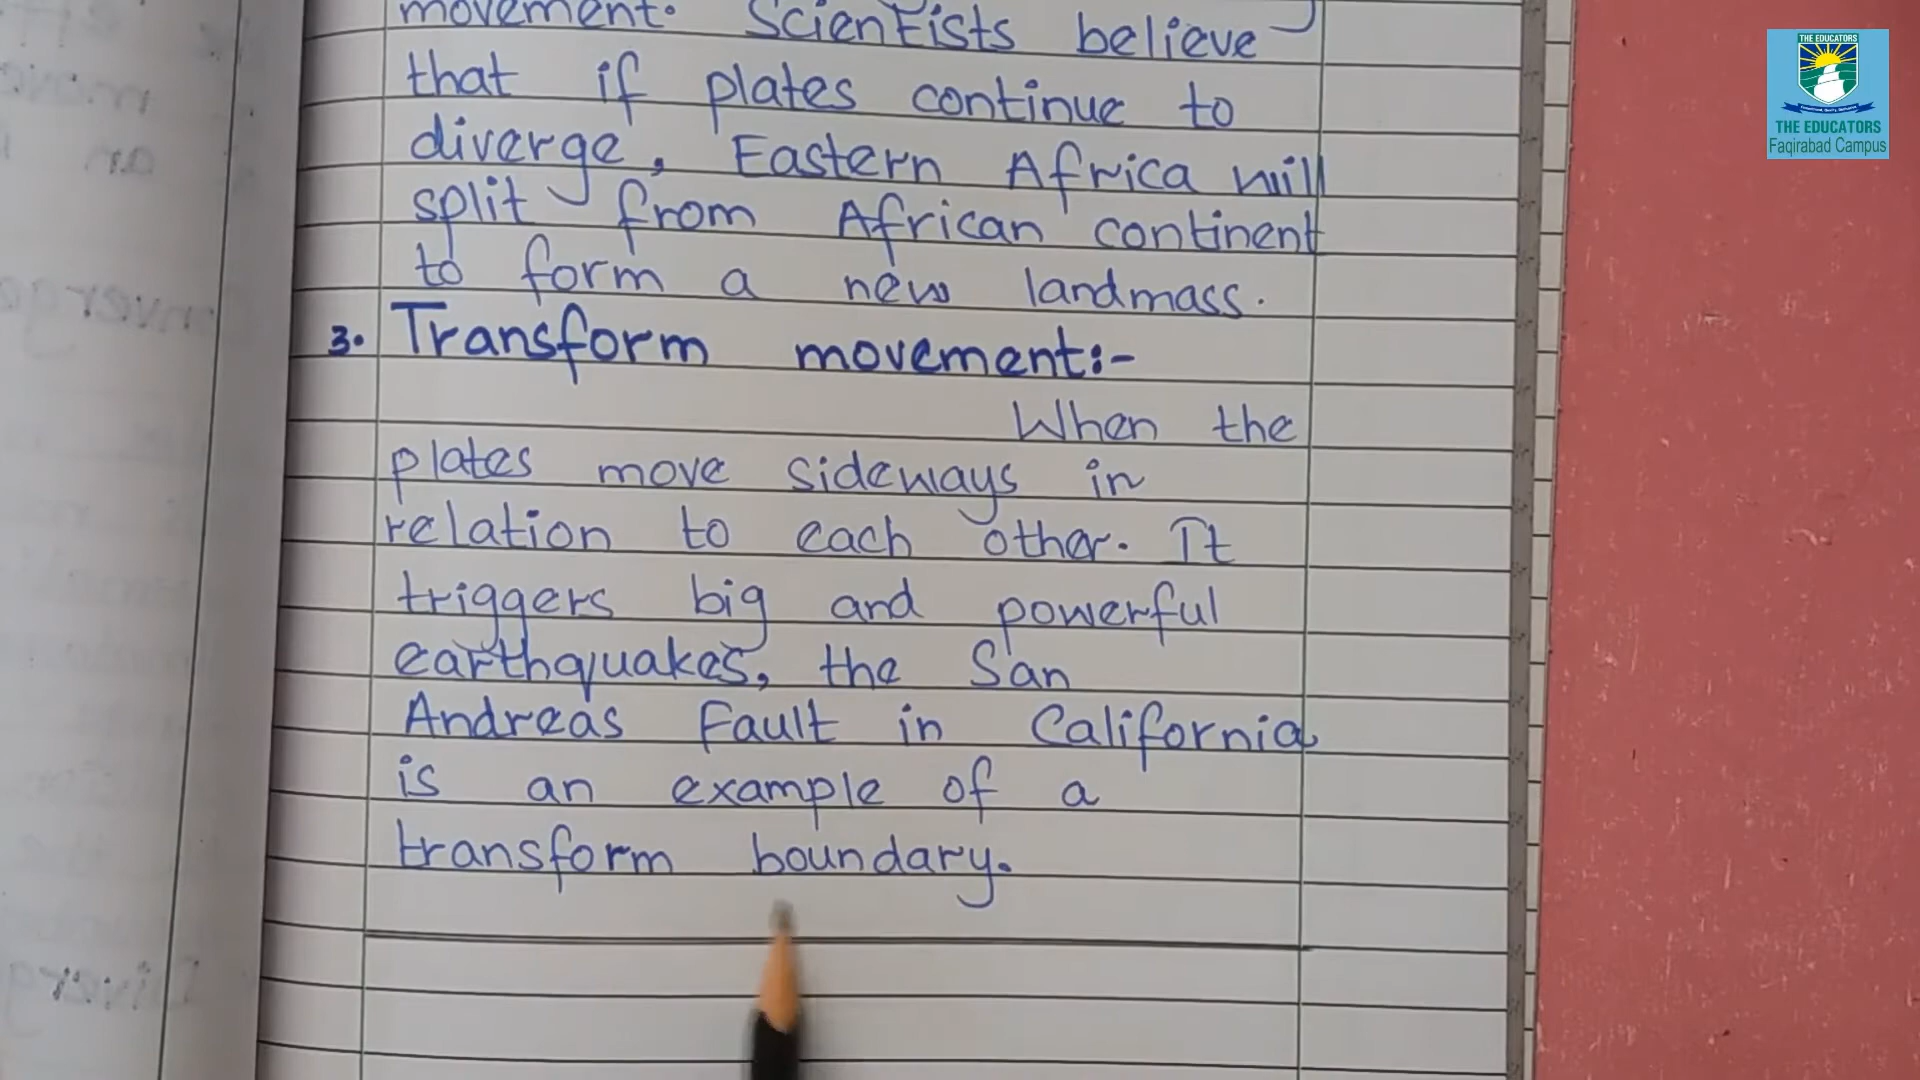 movement. Scientists believe
that if plates continue to
diverge, Eastern Africa will
split from African continent
to form a new landmass.
3. Transform movement:-
When the
plates move sideways in
relation to each other. It
triggers big and powerful
earthquakes, the San
Andreas Fault in California
is an example of a
transform boundary.
THE EDUCATORS
THE EDUCATORS
Faqirabad Campus